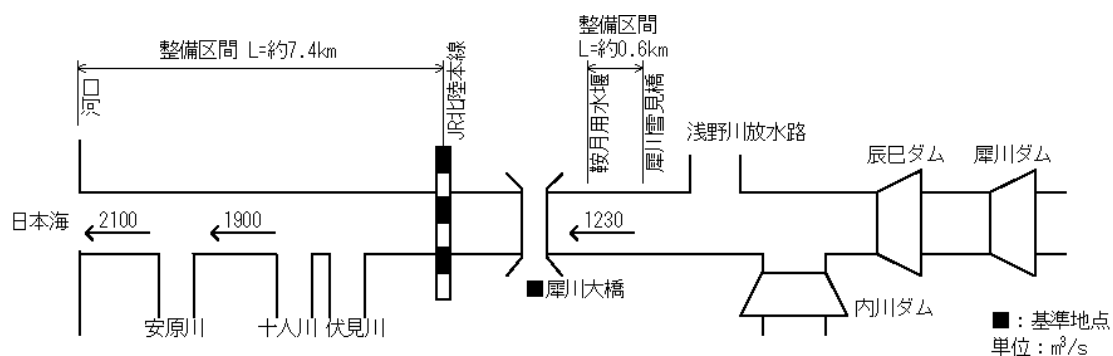 整備区間 L=約7.4km
整備区間
L=約0.6km
河口
JR北陸本線
鞍月用水堰
犀川雪見橋
浅野川放水路
辰巳ダム
犀川ダム
日本海
2100
1900
1230
■犀川大橋
安原川
十人川
伏見川
内川ダム
■：基準地点
単位：m³/s